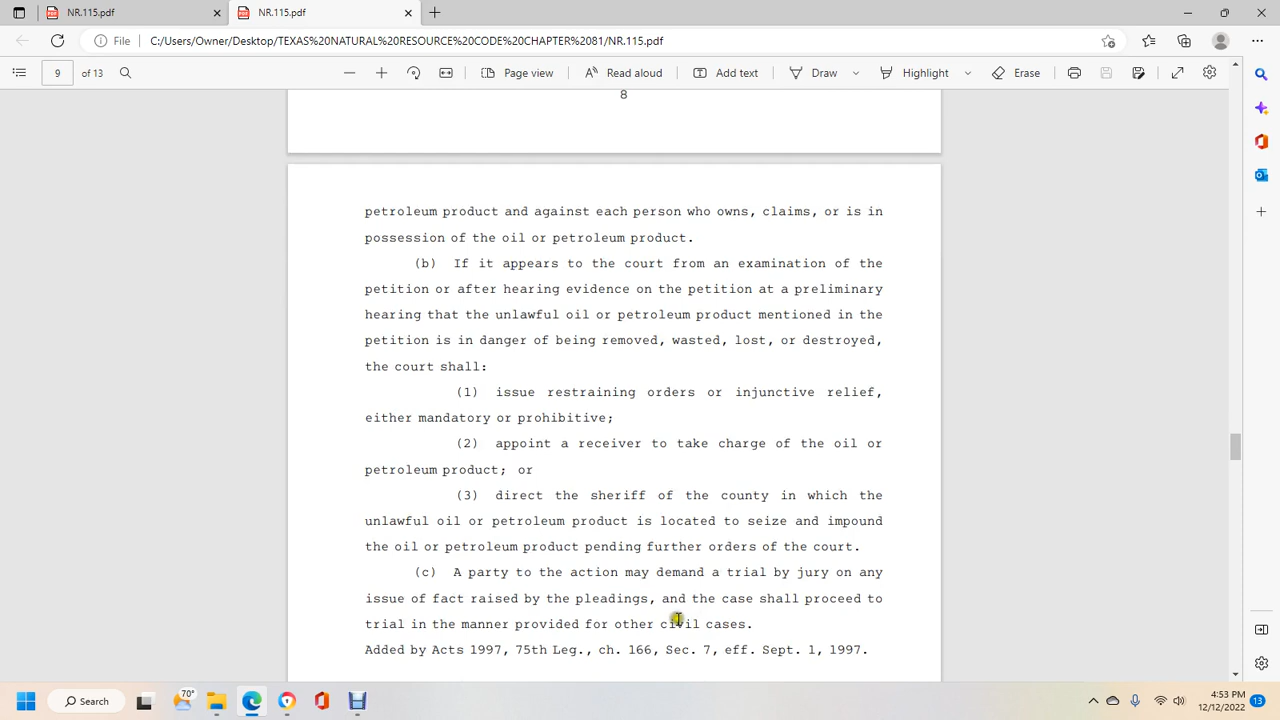 NR.115.pdf
NR.115.pdf
File C:/Users/Owner/Desktop/TEXAS%20NATURAL%20RESOURCE%20CODE%20CHAPTER%2081/NR.115.pdf
9 of 13 Page view Read aloud Add text Draw Highlight Erase
8
petroleum product and against each person who owns, claims, or is in
possession of the oil or petroleum product.
(b) If it appears to the court from an examination of the
petition or after hearing evidence on the petition at a preliminary
hearing that the unlawful oil or petroleum product mentioned in the
petition is in danger of being removed, wasted, lost, or destroyed,
the court shall:
(1) issue restraining orders or injunctive relief,
either mandatory or prohibitive;
(2) appoint a receiver to take charge of the oil or
petroleum product; or
(3) direct the sheriff of the county in which the
unlawful oil or petroleum product is located to seize and impound
the oil or petroleum product pending further orders of the court.
(c) A party to the action may demand a trial by jury on any
issue of fact raised by the pleadings, and the case shall proceed to
trial in the manner provided for other civil cases.
Added by Acts 1997, 75th Leg., ch. 166, Sec. 7, eff. Sept. 1, 1997.
Search
70°
4:53 PM
12/12/2022
13